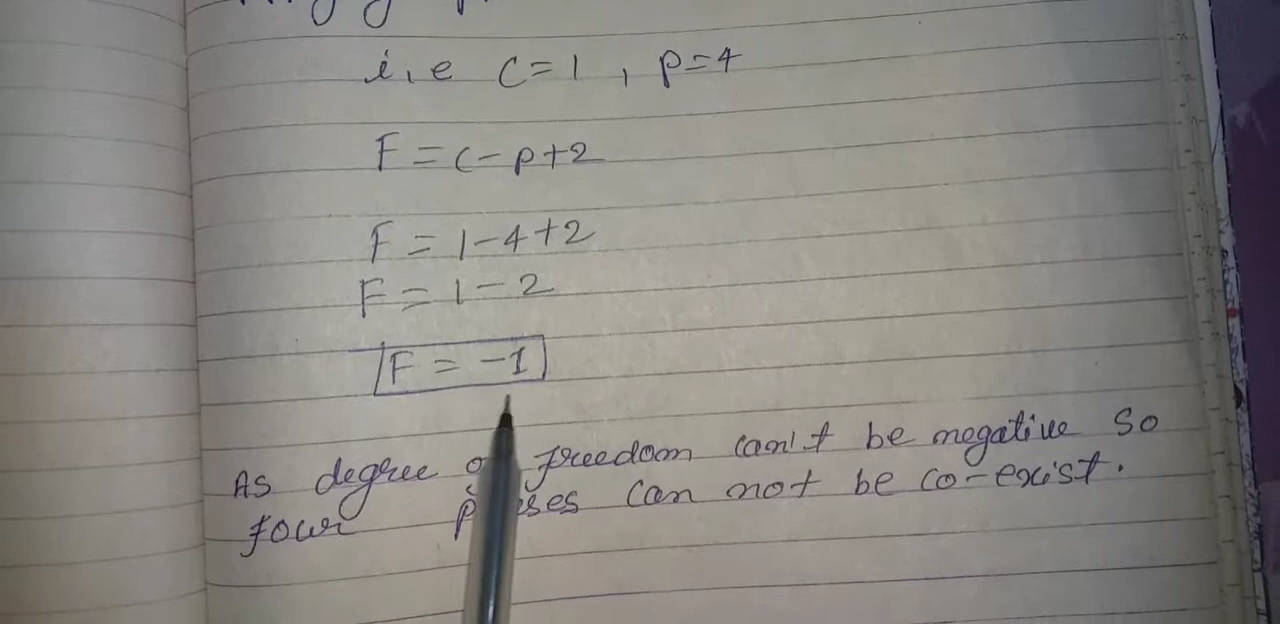 i,e C=1 , P=4
F = C-P+2
F = 1-4+2
F = 1-2
F = -1
As degree freedom can't be negative so
four can not be co-exist.